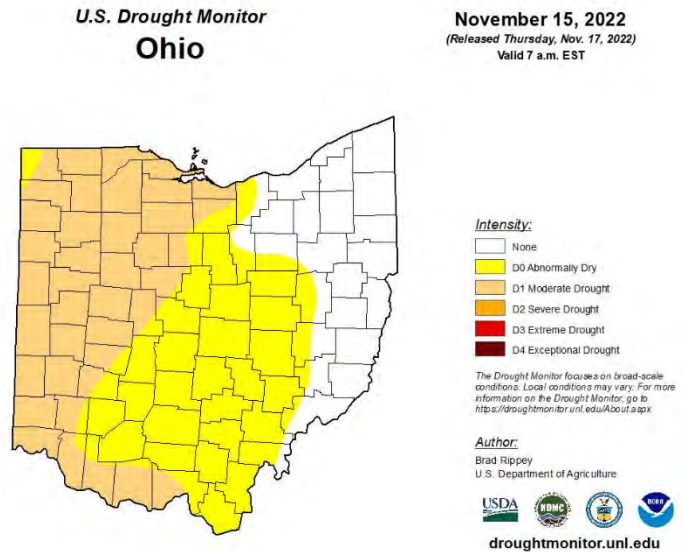 U.S. Drought Monitor
Ohio
November 15, 2022
(Released Thursday, Nov. 17, 2022)
Valid 7 a.m. EST
Intensity:
None
D0 Abnormally Dry
D1 Moderate Drought
D2 Severe Drought
D3 Extreme Drought
D4 Exceptional Drought
The Drought Monitor focuses on broad-scale
conditions. Local conditions may vary. For more
information on the Drought Monitor, go to
https://droughtmonitor.unl.edu/About.aspx
Author:
Brad Rippey
U.S. Department of Agriculture
USDA
NDMC
NOAA
droughtmonitor.unl.edu